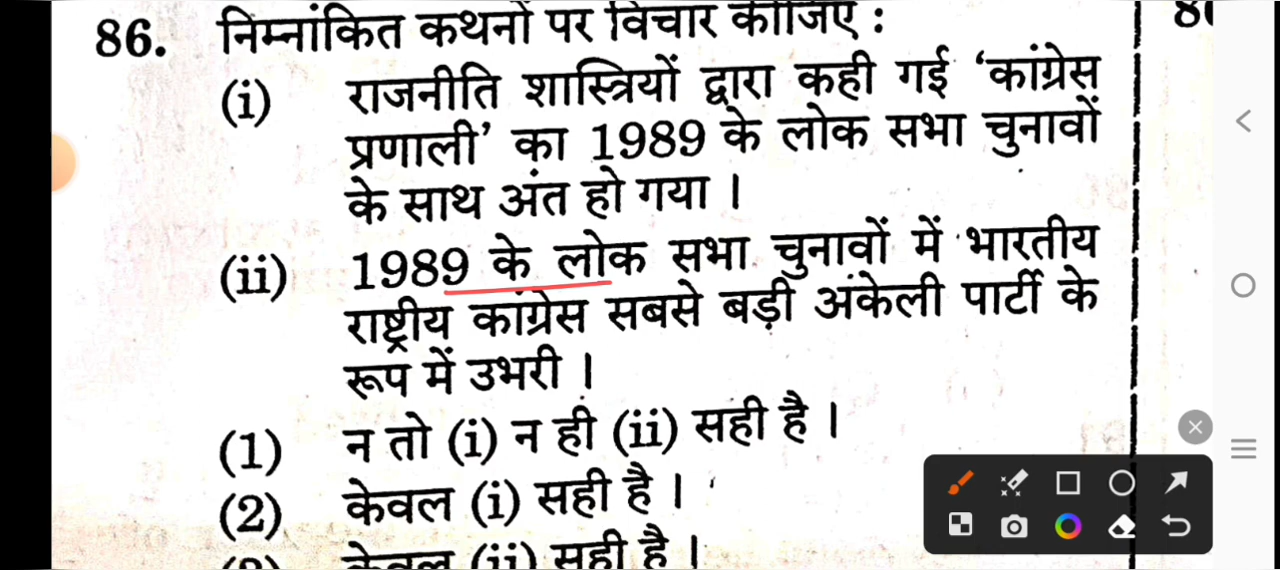 86. निम्नांकित कथनों पर विचार कीजिए :
(i) राजनीति शास्त्रियों द्वारा कही गई ‘कांग्रेस
प्रणाली’ का 1989 के लोक सभा चुनावों
के साथ अंत हो गया ।
(ii) 1989 के लोक सभा चुनावों में भारतीय
राष्ट्रीय कांग्रेस सबसे बड़ी अंकेली पार्टी के
रूप में उभरी ।
(1) न तो (i) न ही (ii) सही है ।
(2) केवल (i) सही है ।
(3) केवल (ii) सही है ।